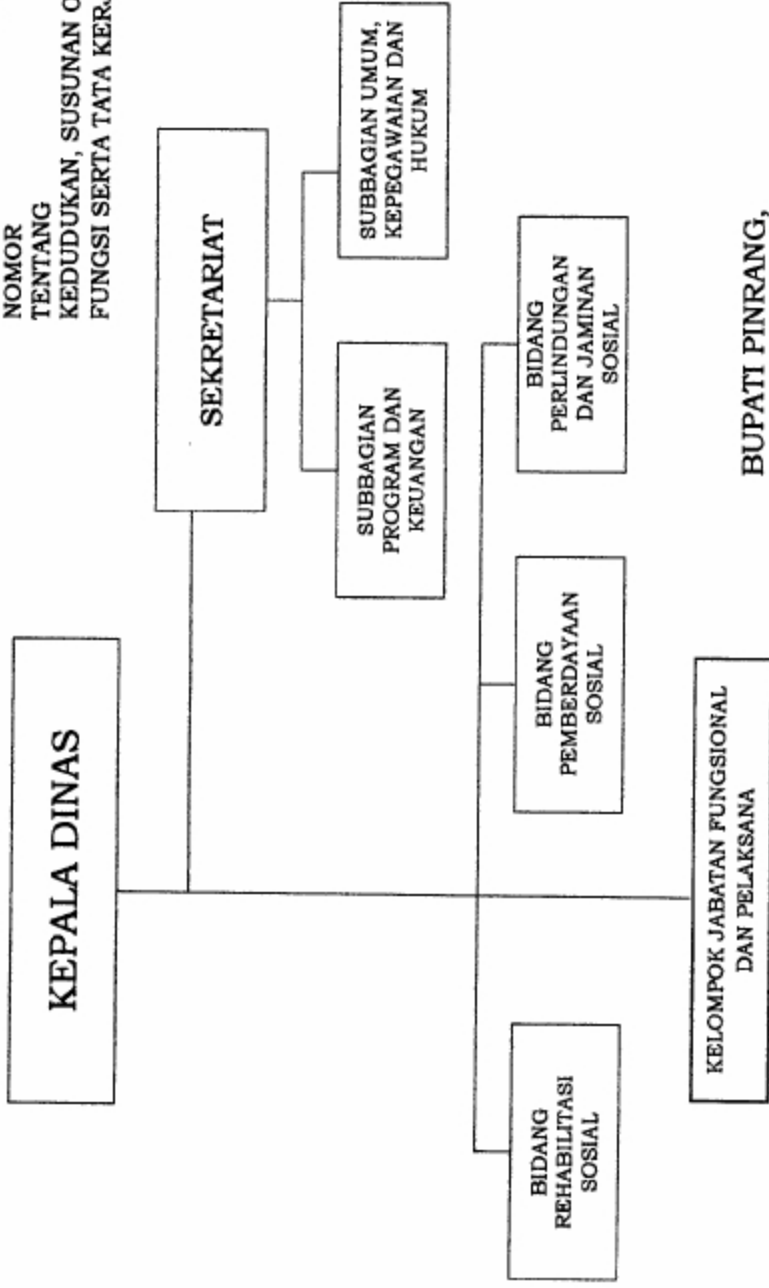 NOMOR
TENTANG
KEDUDUKAN, SUSUNAN
FUNGSI SERTA TATA
KEPALA DINAS
SEKRETARIAT
SUBBAGIAN
PROGRAM DAN
KEUANGAN
SUBBAGIAN UMUM,
KEPEGAWAIAN DAN
HUKUM
BIDANG
REHABILITASI
SOSIAL
BIDANG
PEMBERDAYAAN
SOSIAL
BIDANG
PERLINDUNGAN
DAN JAMINAN
SOSIAL
KELOMPOK JABATAN FUNGSIONAL
DAN PELAKSANA
BUPATI PINRANG,